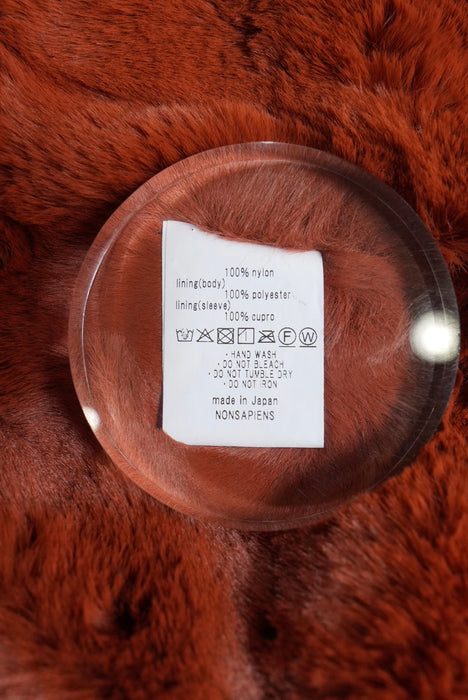 100% nylon
lining(body)
100% polyester
lining(sleeve)
100% cupro
F W
· HAND WASH
· DO NOT BLEACH
· DO NOT TUMBLE DRY
· DO NOT IRON
made in Japan
NONSAPIENS